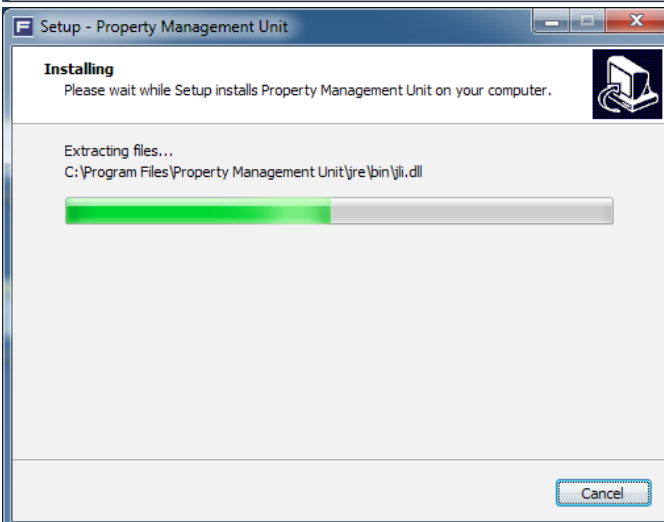 Setup - Property Management Unit
Installing
Please wait while Setup installs Property Management Unit on your computer.
Extracting files...
C:\Program Files\Property Management Unit\jre\bin\jli.dll
Cancel